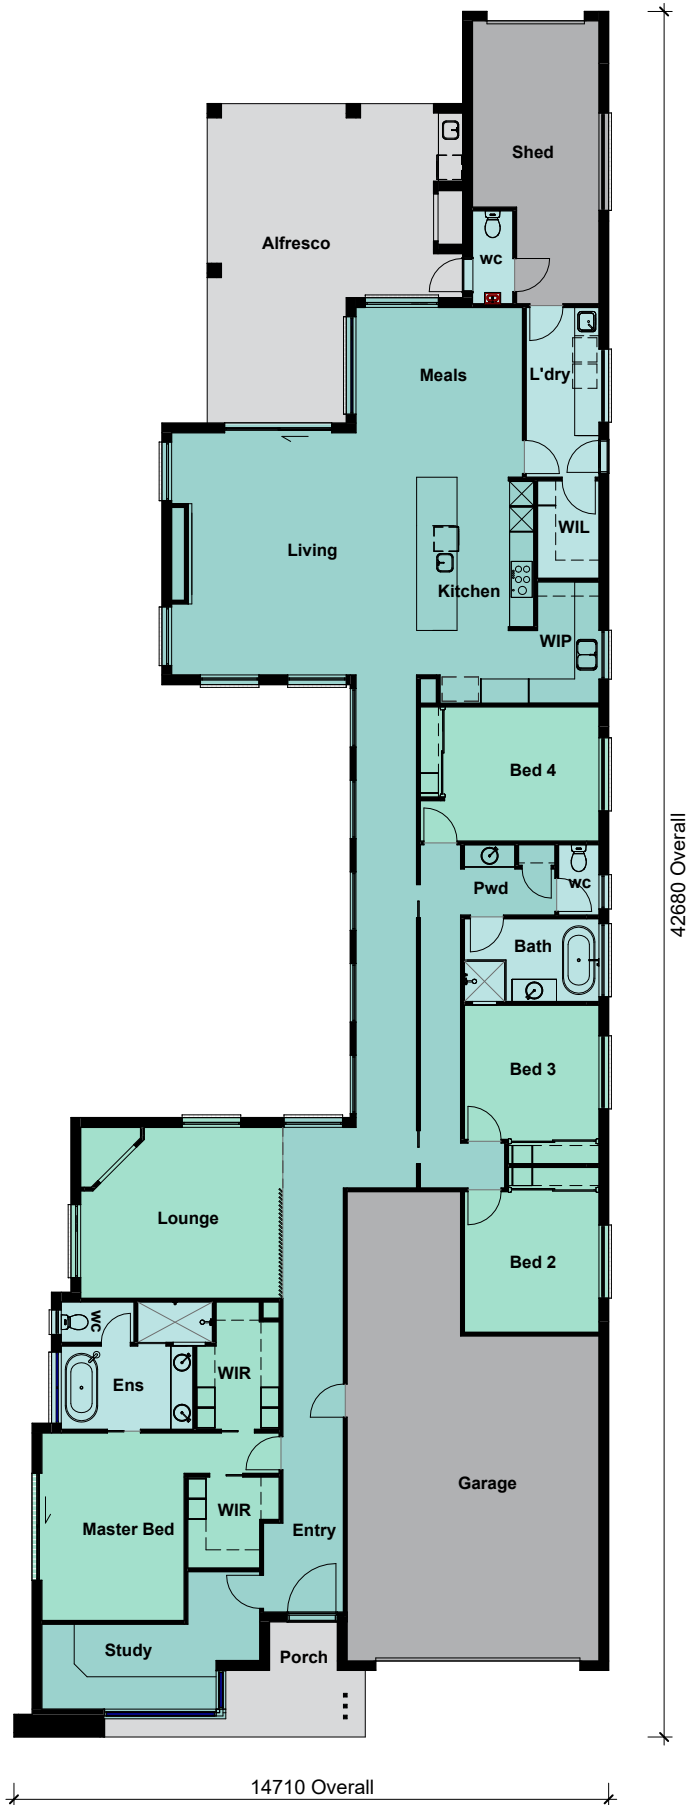 Shed
Alfresco
wc
Meals
L'dry
WIL
Living
Kitchen
WIP
Bed 4
42680 Overall
Pwd
wc
Bath
Bed 3
Lounge
Bed 2
WC
WIR
Ens
Garage
WIR
Master Bed
Entry
Study
Porch
14710 Overall